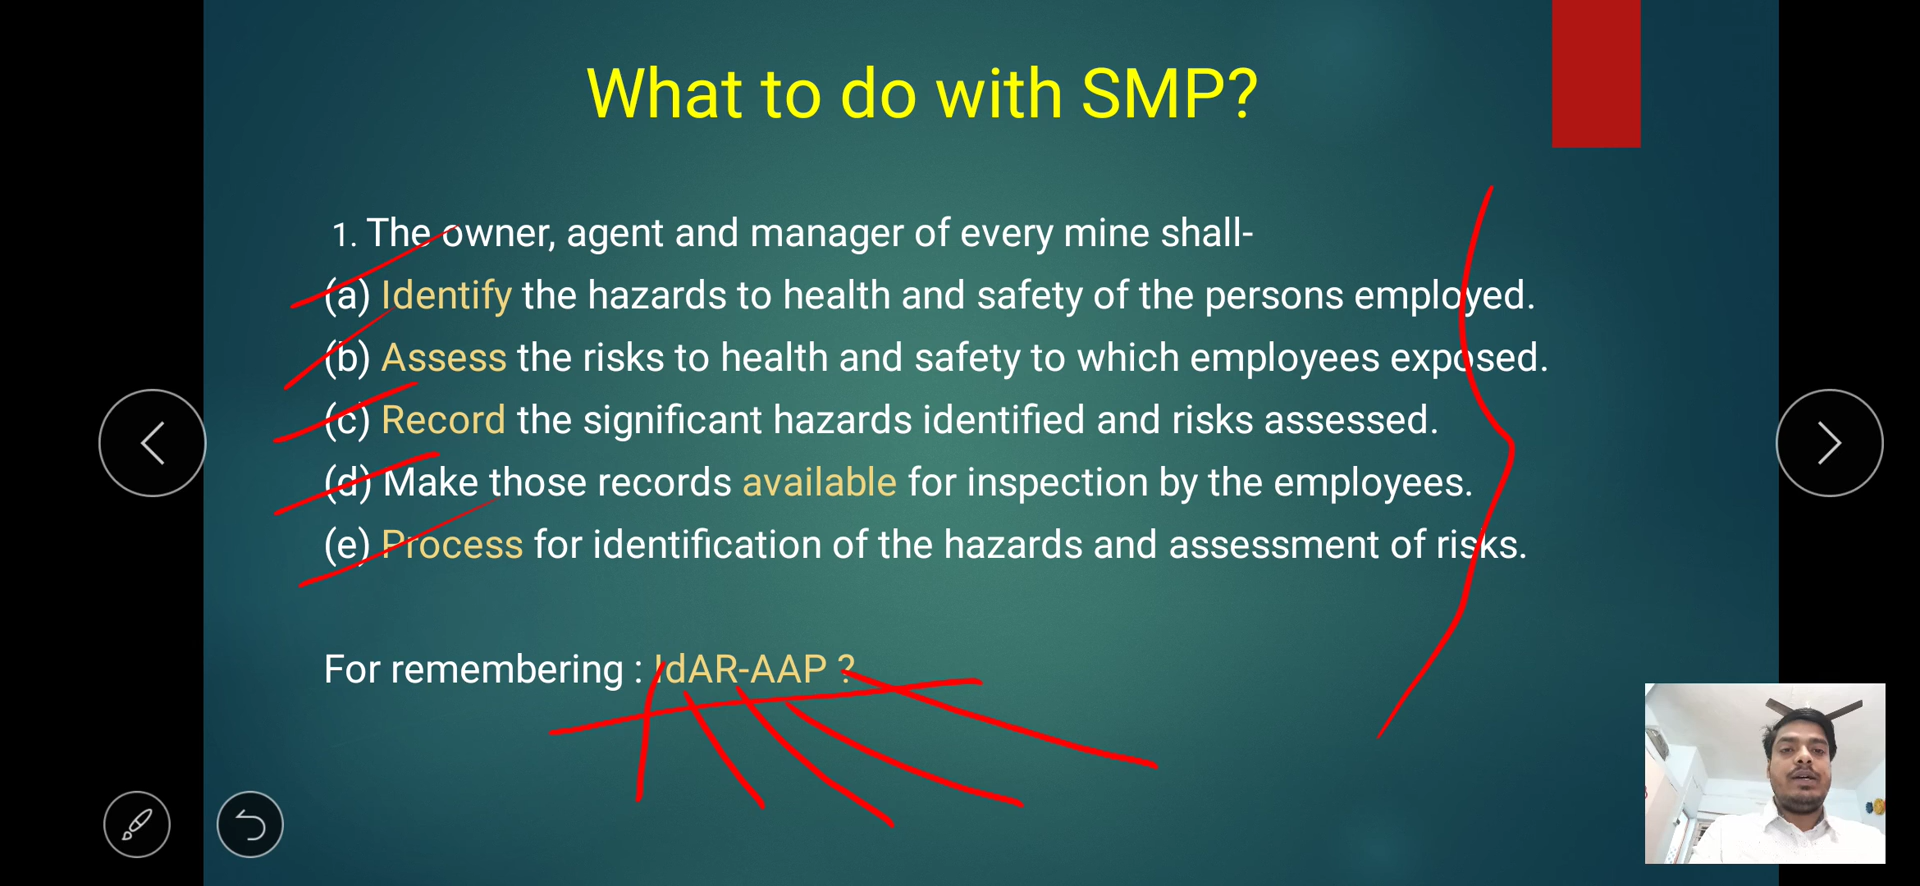 What to do with SMP?
1. The owner, agent and manager of every mine shall-
(a) Identify the hazards to health and safety of the persons employed.
(b) Assess the risks to health and safety to which employees exposed.
(c) Record the significant hazards identified and risks assessed.
(d) Make those records available for inspection by the employees.
(e) Process for identification of the hazards and assessment of risks.
For remembering : IdAR-AAP ?